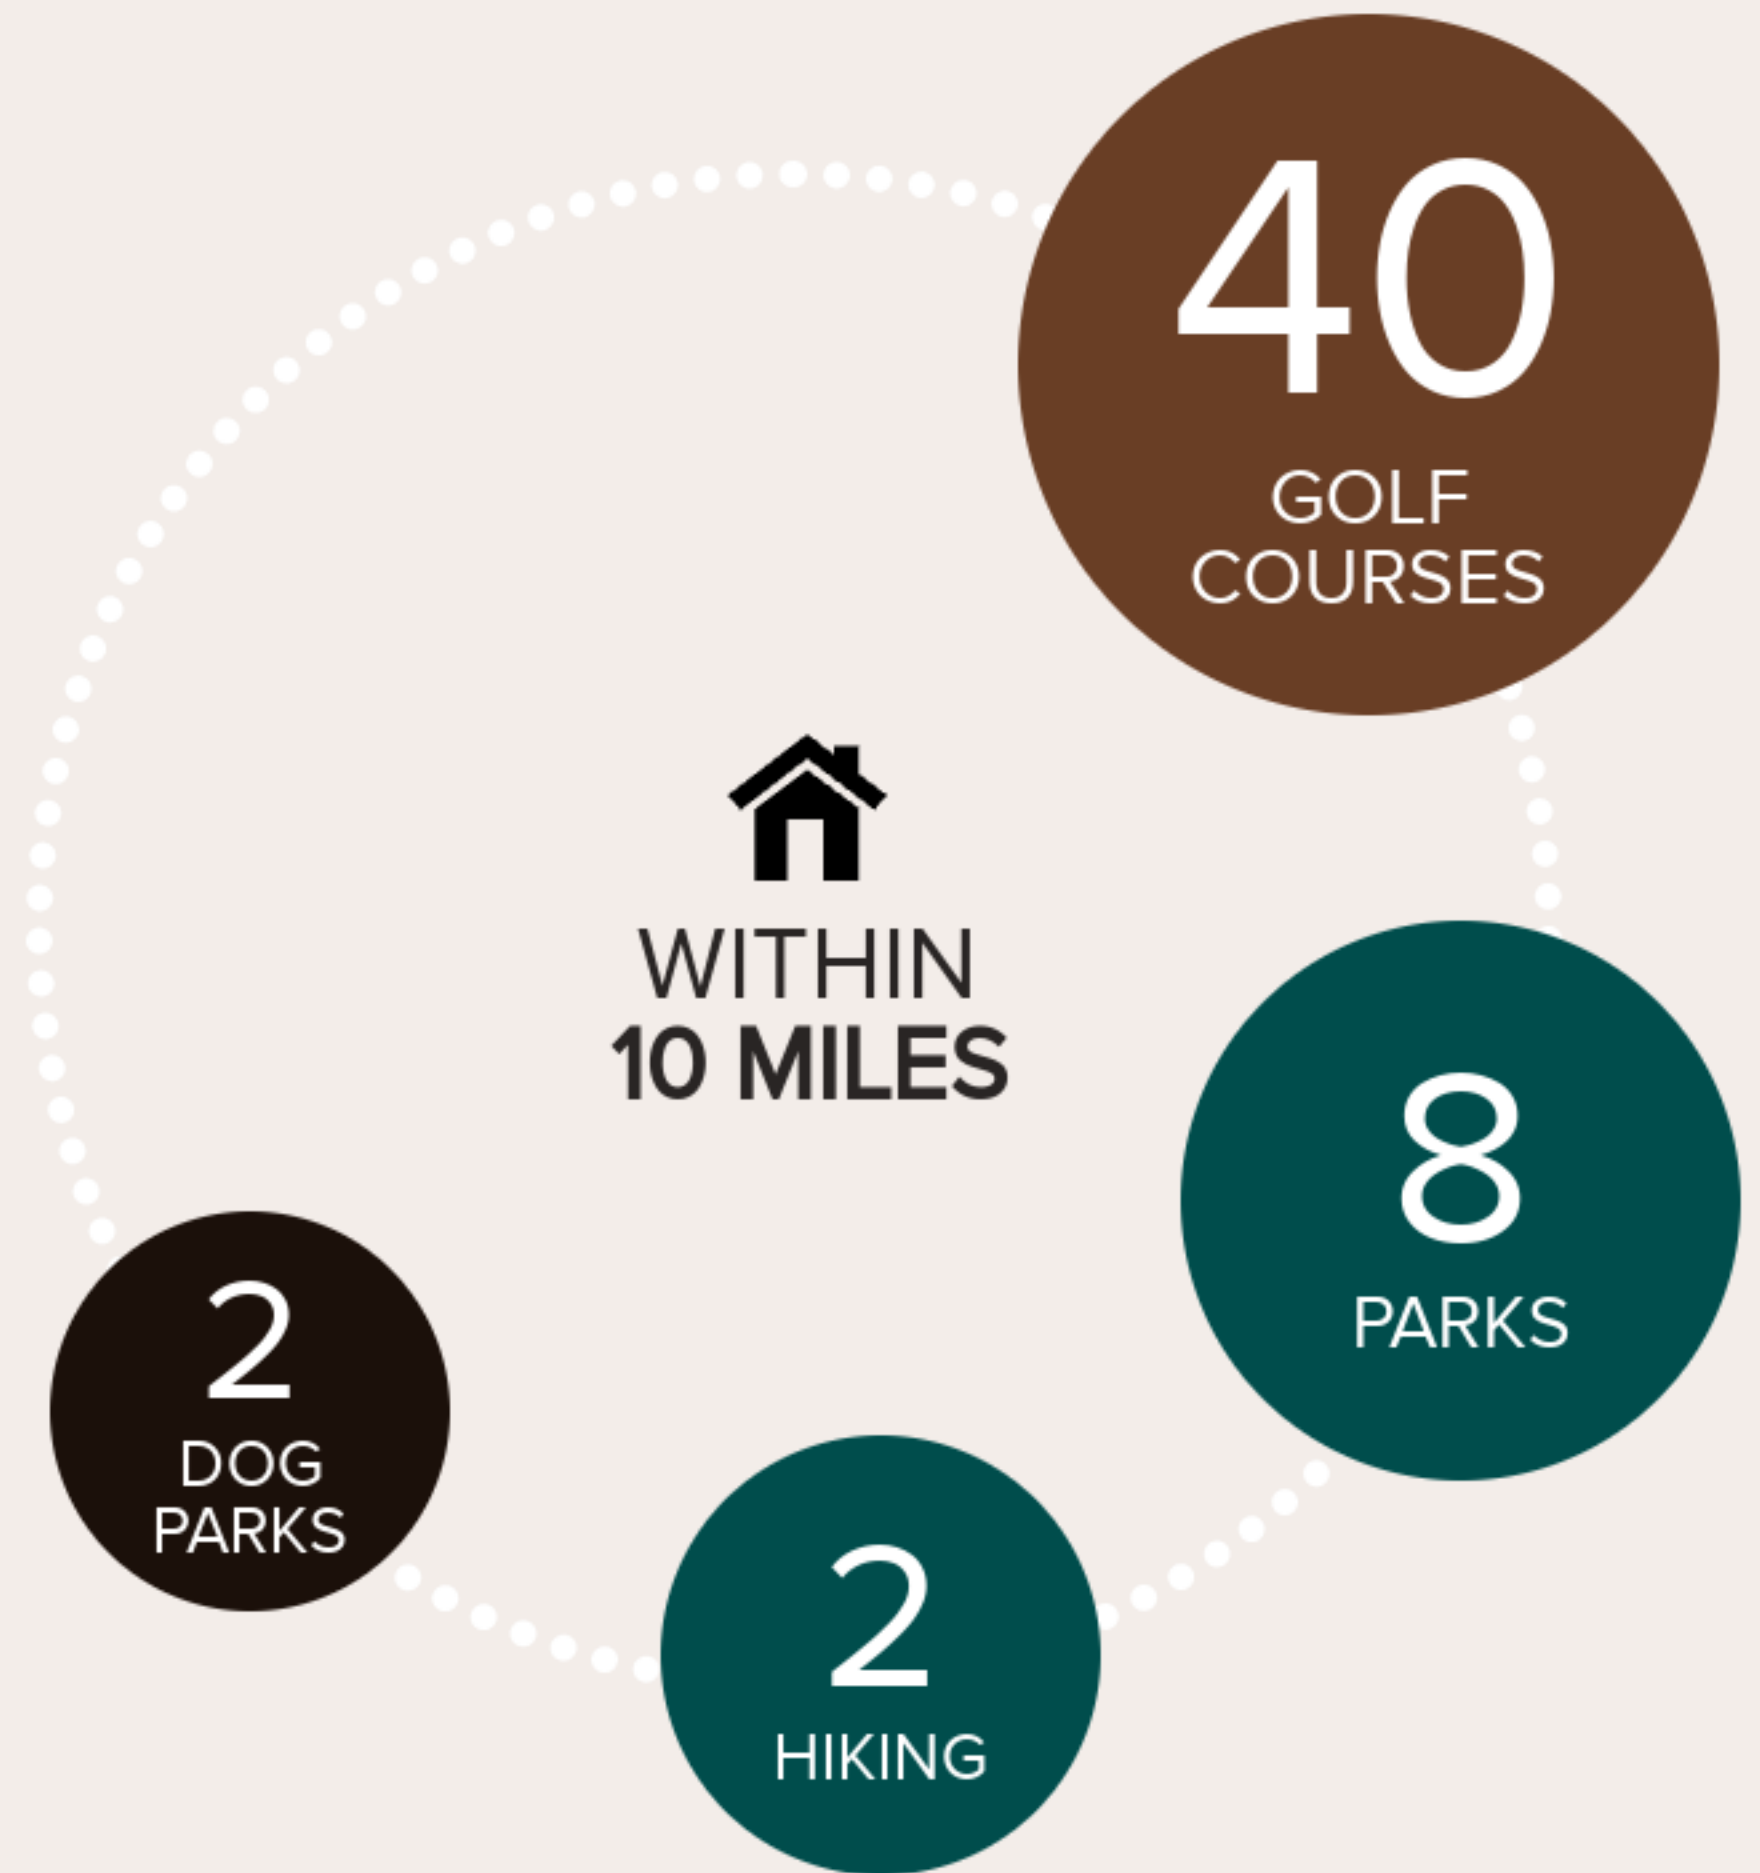 40
GOLF
COURSES
WITHIN
10 MILES
8
PARKS
2
DOG
PARKS
2
HIKING